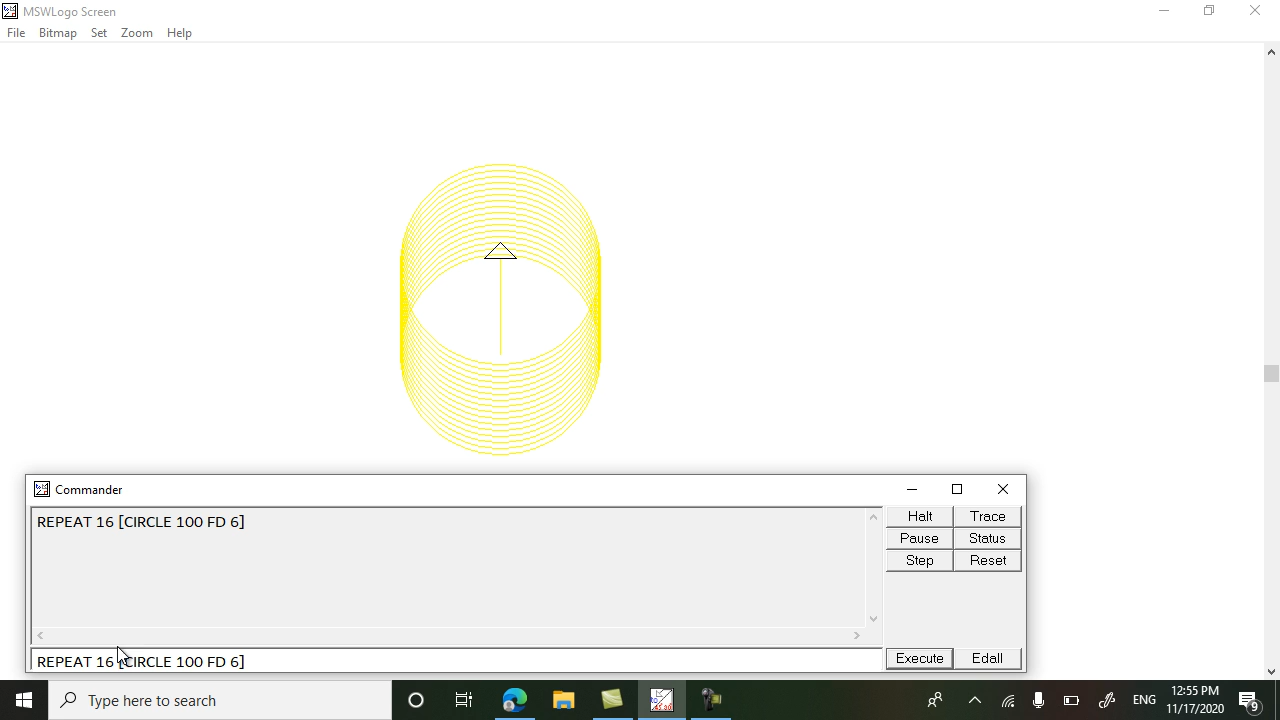 MSWLogo Screen
File Bitmap Set Zoom Help
Commander
REPEAT 16 [CIRCLE 100 FD 6]
Halt Trace
Pause Status
Step Reset
REPEAT 16 [CIRCLE 100 FD 6]
Execute Edall
Type here to search
ENG
12:55 PM
11/17/2020
9